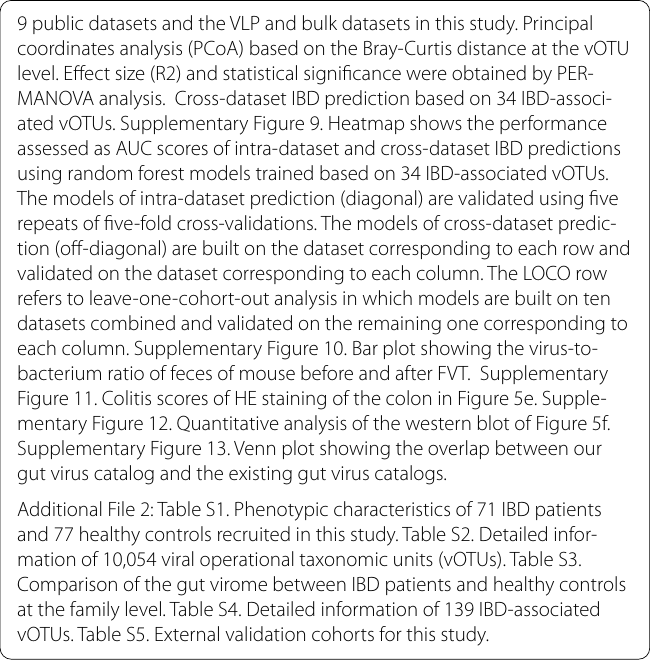 9 public datasets and the VLP and bulk datasets in this study. Principal
coordinates analysis (PCoA) based on the Bray-Curtis distance at the vOTU
level. Effect size (R2) and statistical significance were obtained by PER-
MANOVA analysis.  Cross-dataset IBD prediction based on 34 IBD-associ-
ated vOTUs. Supplementary Figure 9. Heatmap shows the performance
assessed as AUC scores of intra-dataset and cross-dataset IBD predictions
using random forest models trained based on 34 IBD-associated vOTUs.
The models of intra-dataset prediction (diagonal) are validated using five
repeats of five-fold cross-validations. The models of cross-dataset predic-
tion (off-diagonal) are built on the dataset corresponding to each row and
validated on the dataset corresponding to each column. The LOCO row
refers to leave-one-cohort-out analysis in which models are built on ten
datasets combined and validated on the remaining one corresponding to
each column. Supplementary Figure 10. Bar plot showing the virus-to-
bacterium ratio of feces of mouse before and after FVT.  Supplementary
Figure 11. Colitis scores of HE staining of the colon in Figure 5e. Supple-
mentary Figure 12. Quantitative analysis of the western blot of Figure 5f.
Supplementary Figure 13. Venn plot showing the overlap between our
gut virus catalog and the existing gut virus catalogs.
Additional File 2: Table S1. Phenotypic characteristics of 71 IBD patients
and 77 healthy controls recruited in this study. Table S2. Detailed infor-
mation of 10,054 viral operational taxonomic units (vOTUs). Table S3.
Comparison of the gut virome between IBD patients and healthy controls
at the family level. Table S4. Detailed information of 139 IBD-associated
vOTUs. Table S5. External validation cohorts for this study.